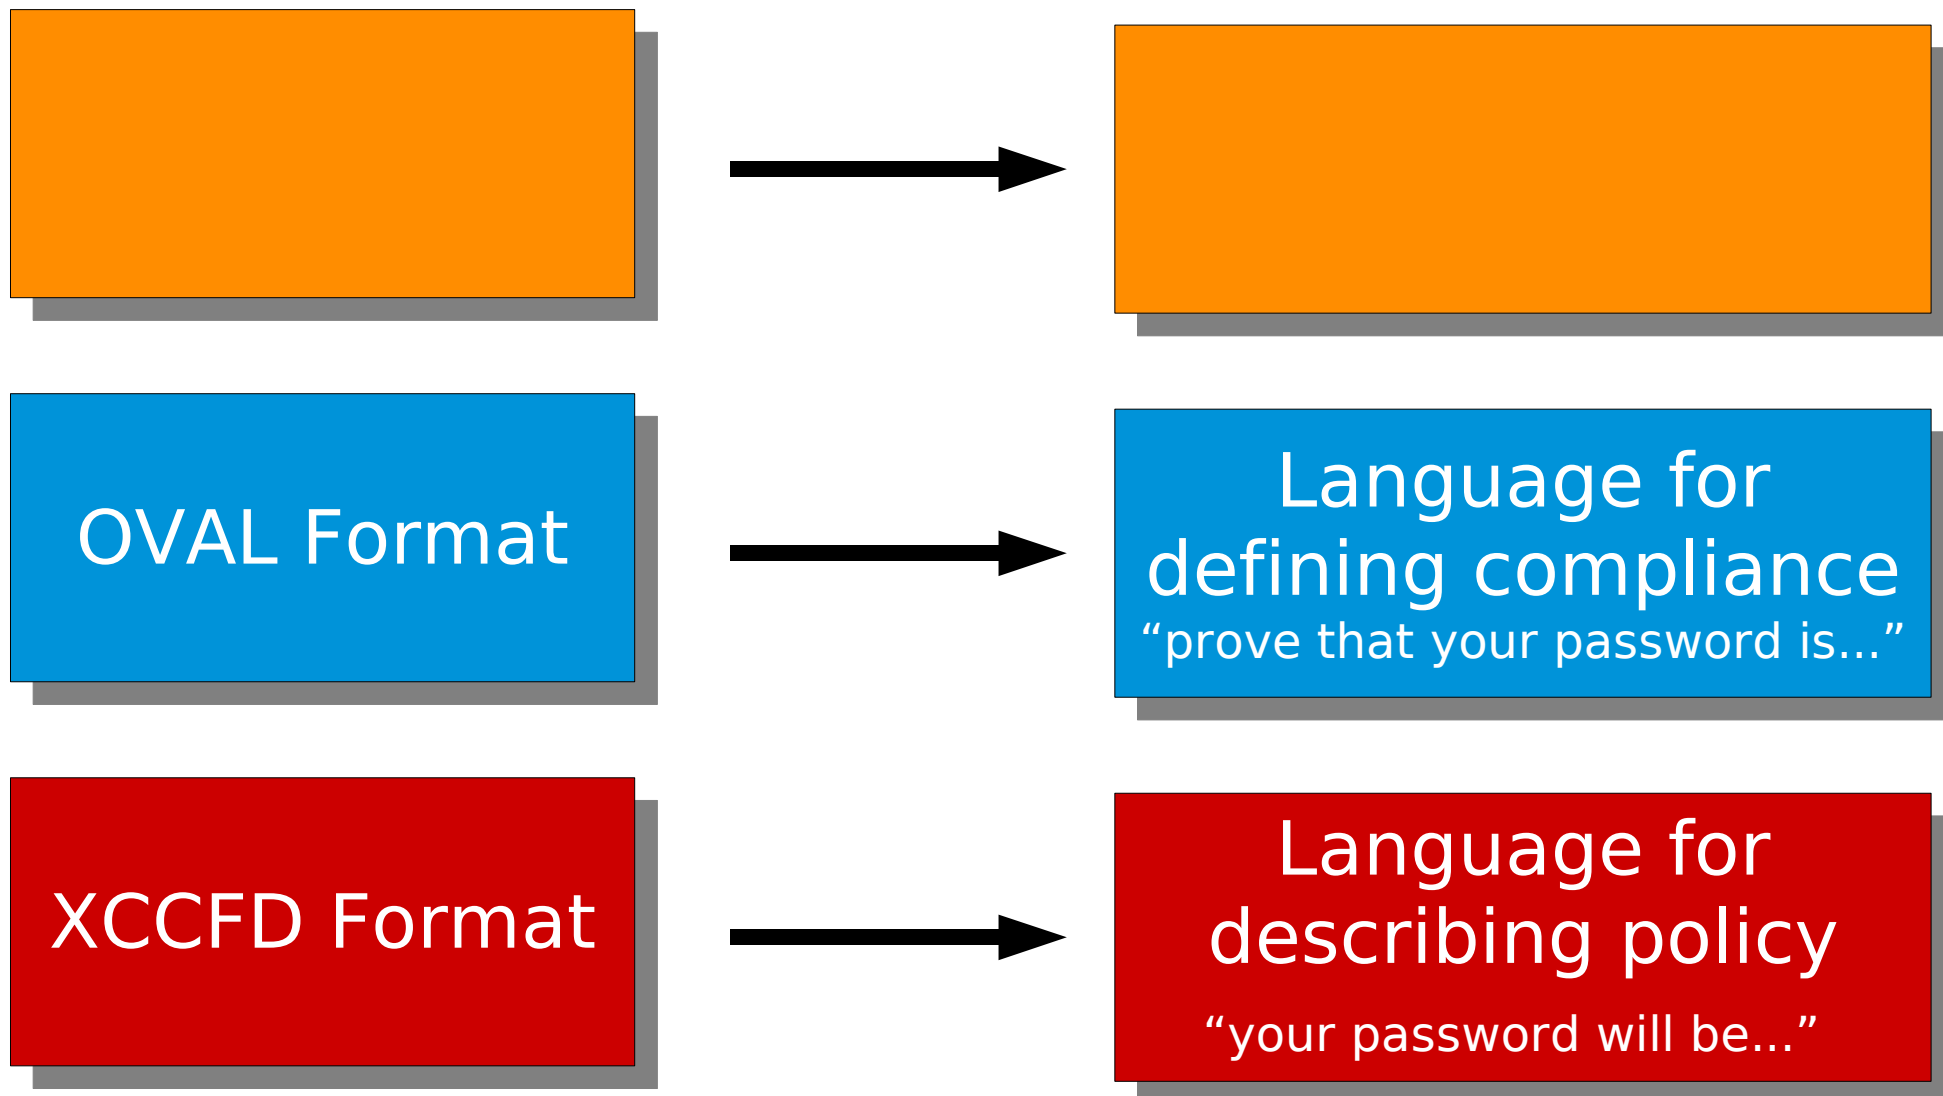 OVAL Format
Language for
defining compliance
“prove that your password is...”
XCCFD Format
Language for
describing policy
“your password will be...”